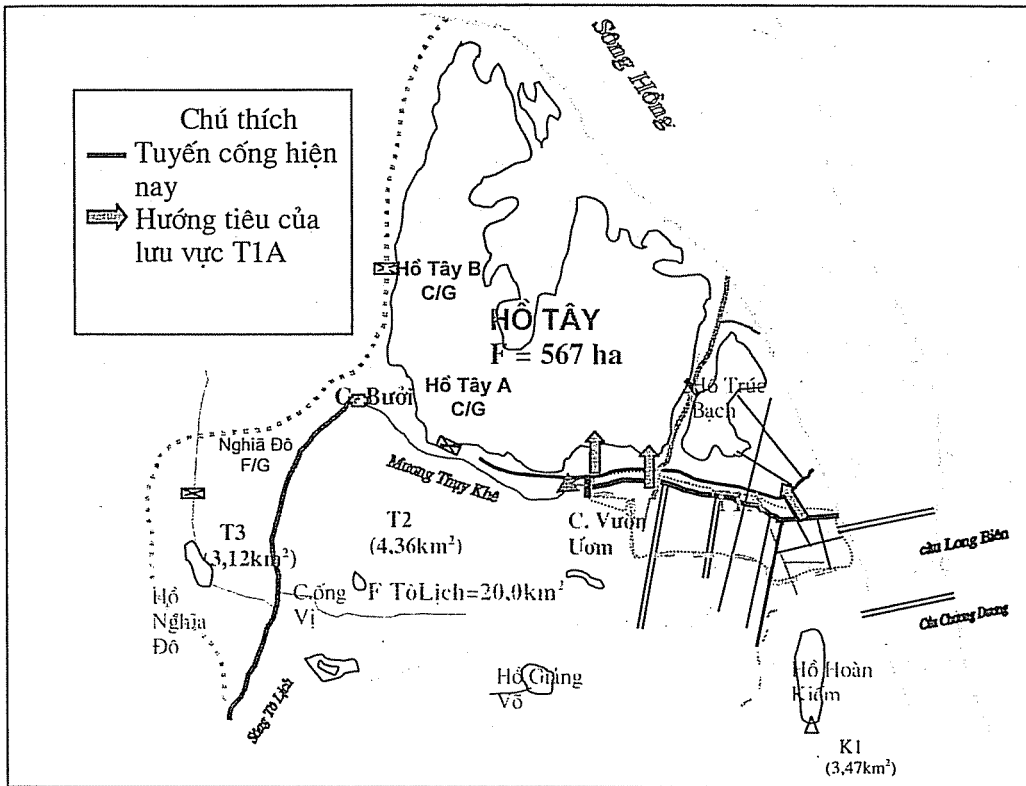 Sông Hồng
Chú thích
Tuyến cống hiện
nay
Hướng tiêu của
lưu vực T1A
Hồ Tây B
C/G
HỒ TÂY
F = 567 ha
Hồ Tây A
C/G
C. Bưởi
Hồ Trúc
Bạch
Nghiã Đô
F/G
Mương Thụy Khê
T3
(3,12km²)
T2
(4,36km²)
C. Vườn
Ươm
cầu Long Biên
Hồ
Nghĩa
Đô
Cống
Vị
F TôLịch=20,0km²
Cầu Chương Dương
Sông Tô Lịch
Hồ Giảng
Võ
Hồ Hoàn
Kiếm
K1
(3,47km²)